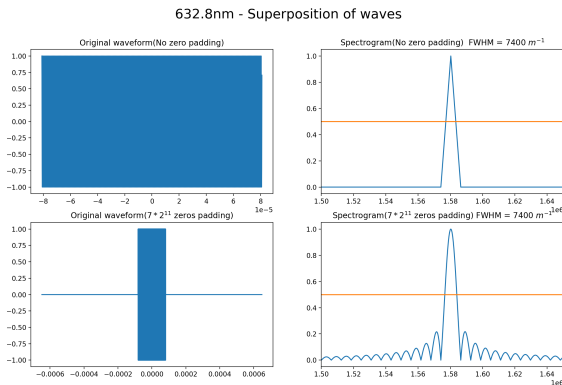 632.8nm - Superposition of waves
Original waveform(No zero padding)
Spectrogram(No zero padding)  FWHM = 7400 m⁻¹
1.00
0.75
0.50
0.25
0.00
−0.25
−0.50
−0.75
−1.00
−8 −6 −4 −2 0 2 4 6 8
1e−5
1.0
0.8
0.6
0.4
0.2
0.0
1.50 1.52 1.54 1.56 1.58 1.60 1.62 1.64
1e6
Original waveform(7 * 2¹¹ zeros padding)
Spectrogram(7 * 2¹¹ zeros padding) FWHM = 7400 m⁻¹
1.00
0.75
0.50
0.25
0.00
−0.25
−0.50
−0.75
−1.00
−0.0006 −0.0004 −0.0002 0.0000 0.0002 0.0004 0.0006
1.0
0.8
0.6
0.4
0.2
0.0
1.50 1.52 1.54 1.56 1.58 1.60 1.62 1.64